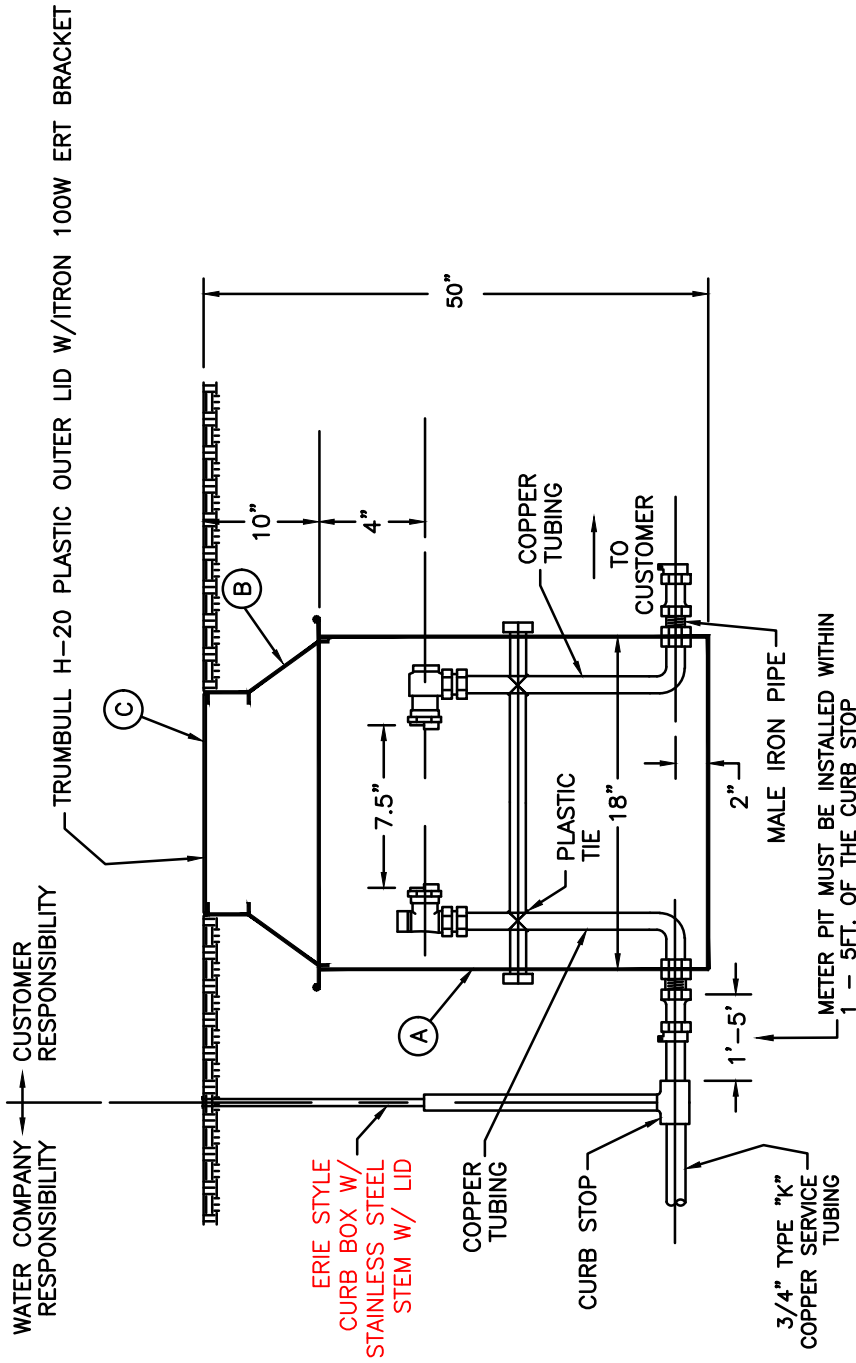 WATER COMPANY
RESPONSIBILITY
CUSTOMER
RESPONSIBILITY
TRUMBULL H-20 PLASTIC OUTER LID W/ITRON 100W ERT BRACKET
C
B
10"
50"
4"
ERIE STYLE
CURB BOX W/
STAINLESS STEEL
STEM W/ LID
7.5"
COPPER
TUBING
TO
CUSTOMER
PLASTIC
TIE
18"
A
COPPER
TUBING
CURB STOP
1'-5'
2"
MALE IRON PIPE
3/4" TYPE "K"
COPPER SERVICE
TUBING
METER PIT MUST BE INSTALLED WITHIN
1 - 5FT. OF THE CURB STOP